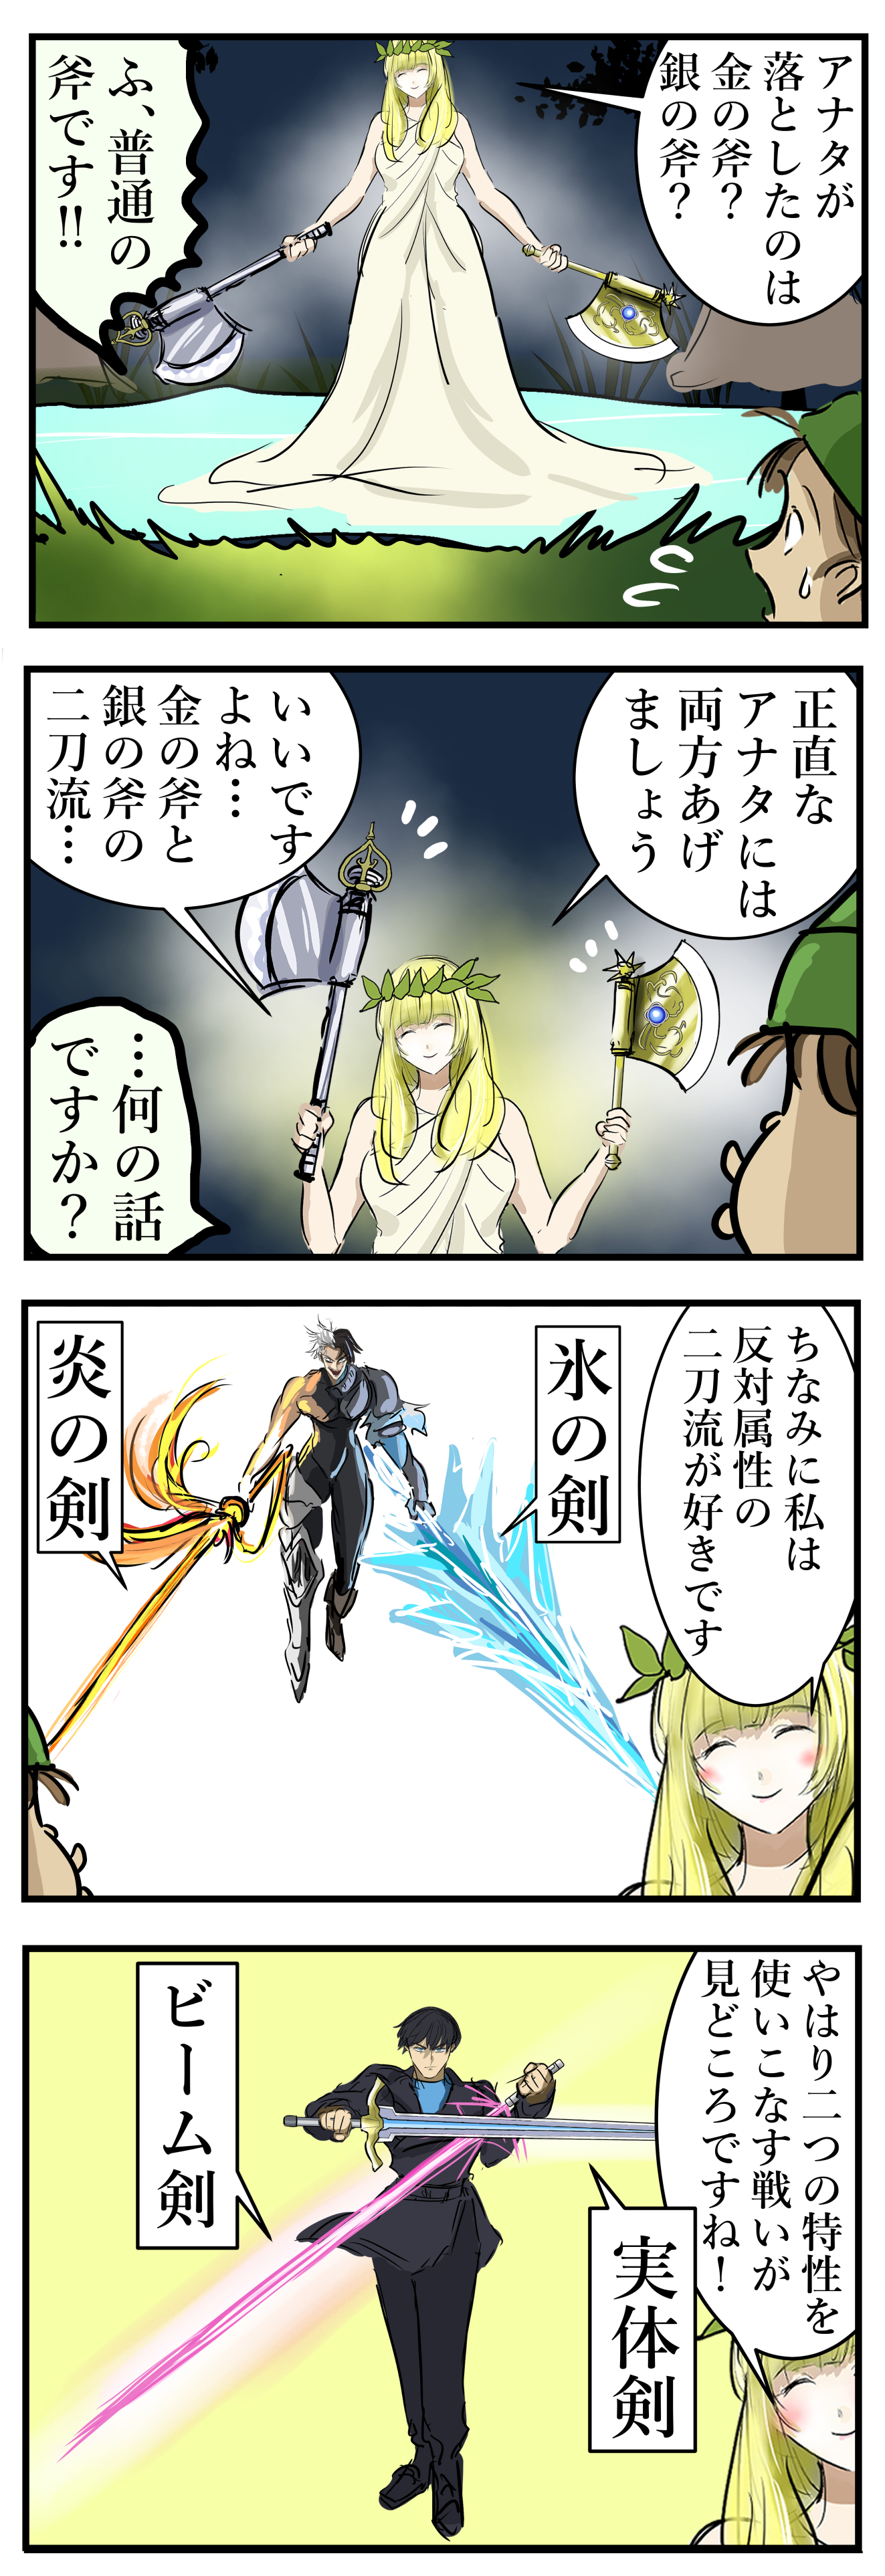 アナタが
落としたのは
金の斧?
銀の斧?
ふ、普通の
斧です!!
正直な
アナタには
両方あげ
ましょう
いいです
よね…
金の斧と
銀の斧の
二刀流…
…何の話
ですか?
ちなみに私は
反対属性の
二刀流が好きです
氷の剣
炎の剣
やはり二つの特性を
使いこなす戦いが
見どころですね!
ビーム剣
実体剣